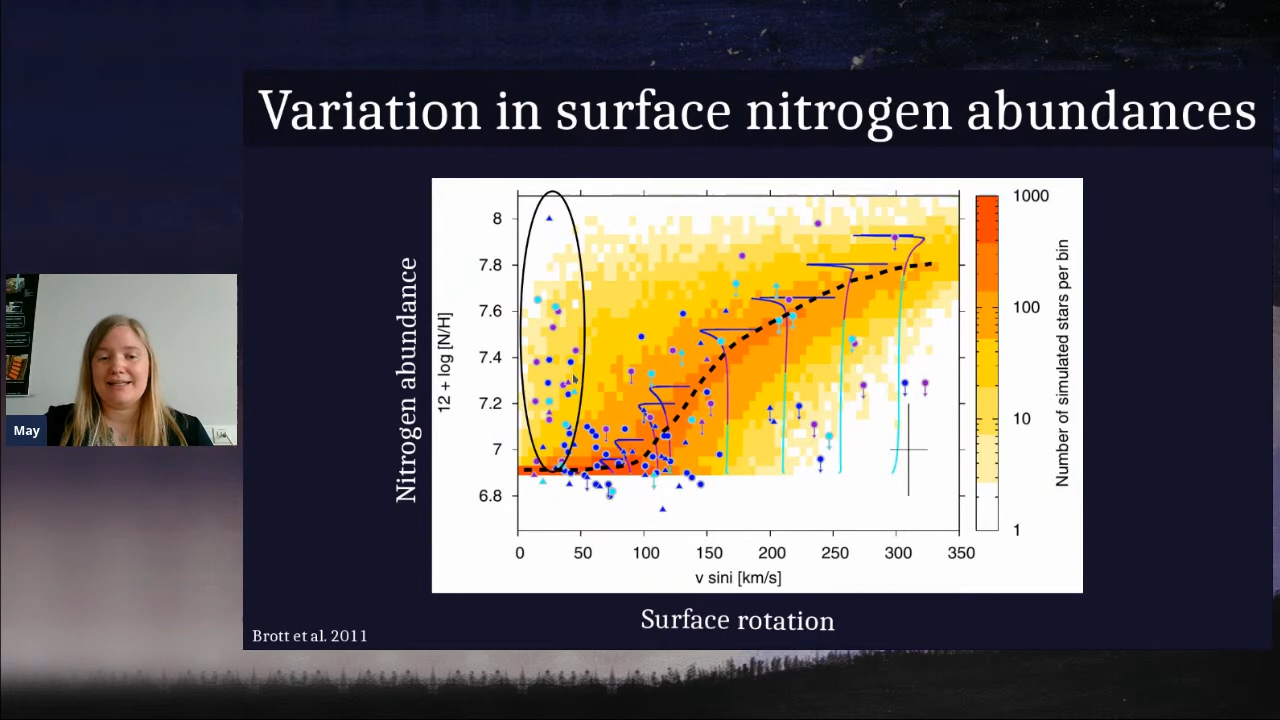 Variation in surface nitrogen abundances
Nitrogen abundance
12 + log [N/H]
8
7.8
7.6
7.4
7.2
7
6.8
0 50 100 150 200 250 300 350
v sini [km/s]
1000
100
10
1
Number of simulated stars per bin
Surface rotation
Brott et al. 2011
May